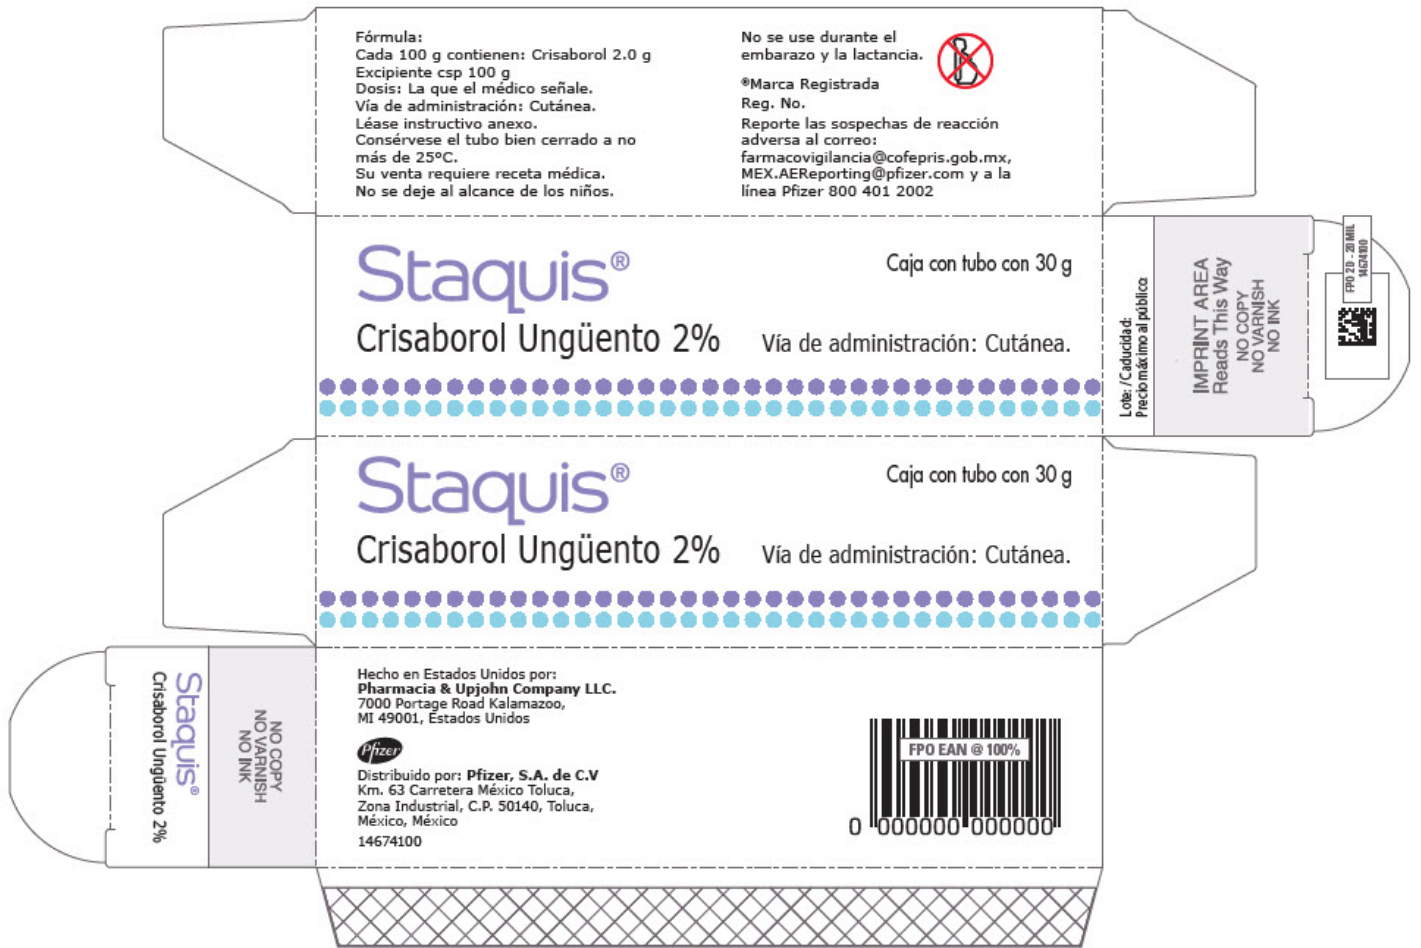 Fórmula:
Cada 100 g contienen: Crisaborol 2.0 g
Excipiente csp 100 g
Dosis: La que el médico señale.
Vía de administración: Cutánea.
Léase instructivo anexo.
Consérvese el tubo bien cerrado a no
más de 25°C.
Su venta requiere receta médica.
No se deje al alcance de los niños.
No se use durante el
embarazo y la lactancia.
®Marca Registrada
Reg. No.
Reporte las sospechas de reacción
adversa al correo:
farmacovigilancia@cofepris.gob.mx,
MEX.AEReporting@pfizer.com y a la
línea Pfizer 800 401 2002
Staquis®
Crisaborol Ungüento 2%
Caja con tubo con 30 g
Vía de administración: Cutánea.
Lote: / Caducidad:
Precio máximo al público:
IMPRINT AREA
Reads This Way
NO COPY
NO VARNISH
NO INK
FPO 2D - 20 MIL
14674100
Staquis®
Crisaborol Ungüento 2%
Caja con tubo con 30 g
Vía de administración: Cutánea.
Staquis®
Crisaborol Ungüento 2%
NO COPY
NO VARNISH
NO INK
Hecho en Estados Unidos por:
Pharmacia & Upjohn Company LLC.
7000 Portage Road Kalamazoo,
MI 49001, Estados Unidos
Pfizer
Distribuido por: Pfizer, S.A. de C.V
Km. 63 Carretera México Toluca,
Zona Industrial, C.P. 50140, Toluca,
México, México
14674100
FPO EAN @ 100%
0 000000 000000